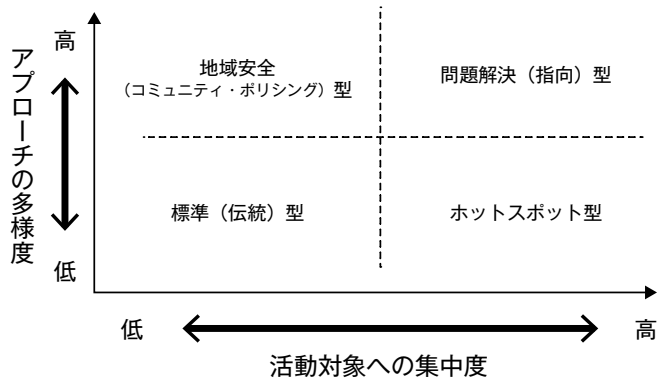 アプローチの多様度
高
低
地域安全
（コミュニティ・ポリシング）型
問題解決（指向）型
標準（伝統）型
ホットスポット型
低
高
活動対象への集中度